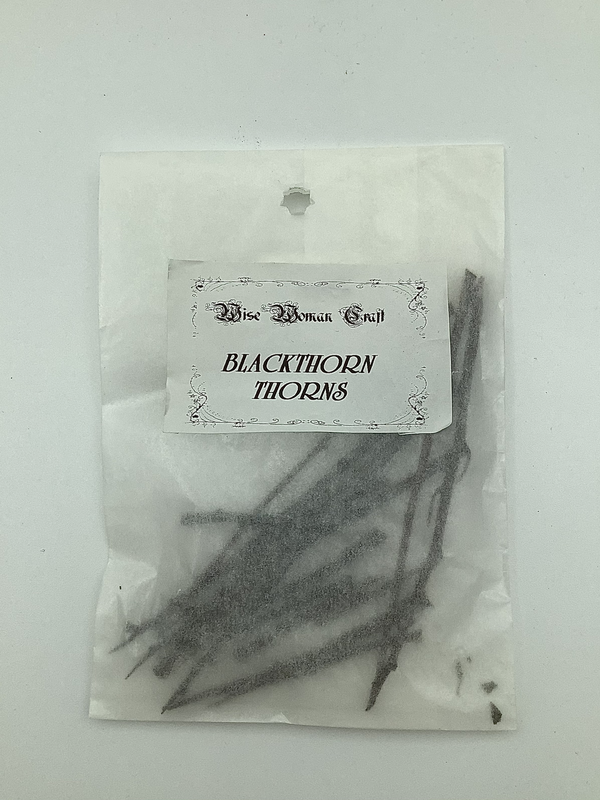 Wise Woman Craft
BLACKTHORN
THORNS